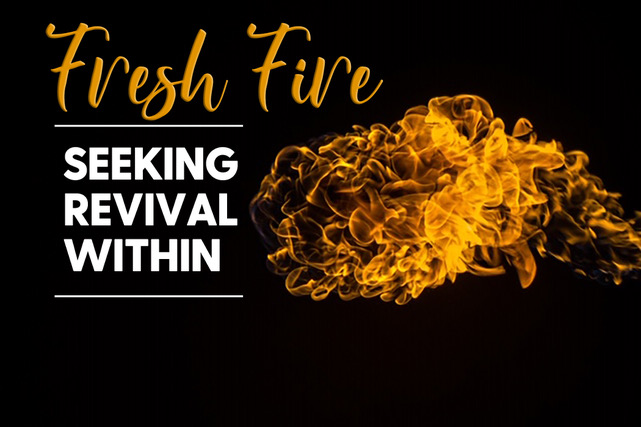 Fresh Fire
SEEKING
REVIVAL
WITHIN